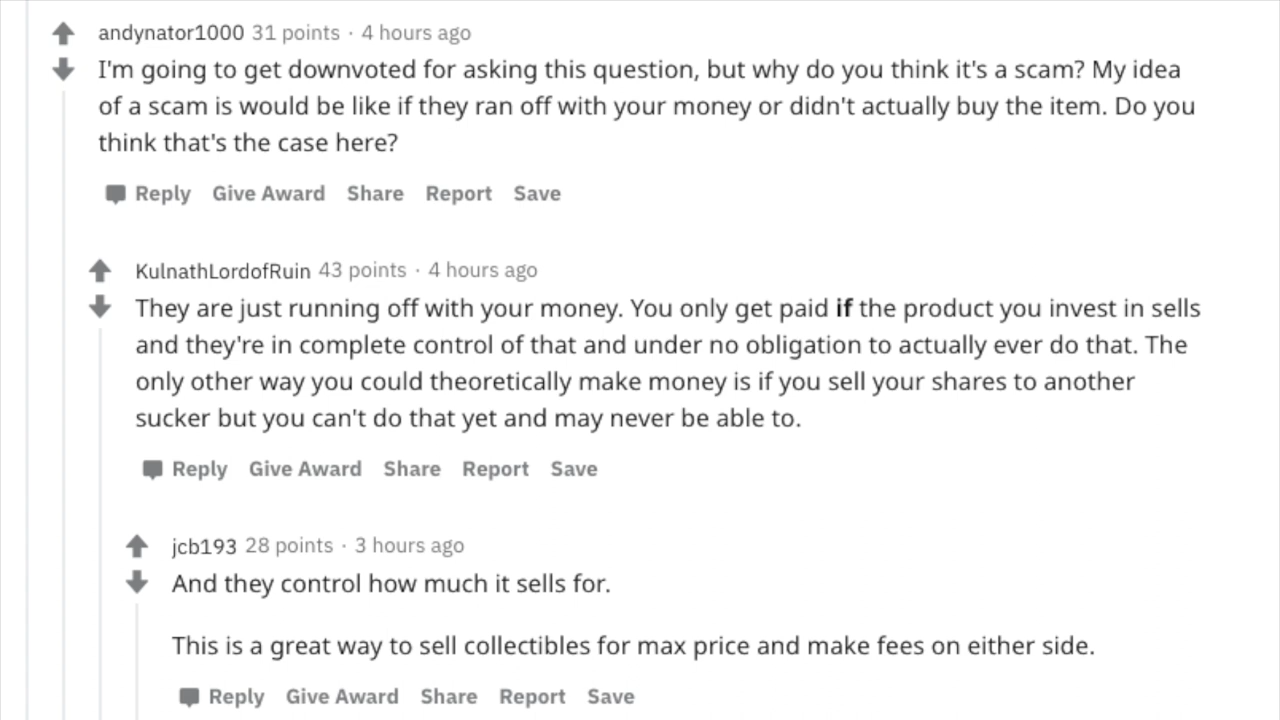 andynator1000 31 points · 4 hours ago
I'm going to get downvoted for asking this question, but why do you think it's a scam? My idea
of a scam is would be like if they ran off with your money or didn't actually buy the item. Do you
think that's the case here?
Reply Give Award Share Report Save
KulnathLordofRuin 43 points · 4 hours ago
They are just running off with your money. You only get paid if the product you invest in sells
and they're in complete control of that and under no obligation to actually ever do that. The
only other way you could theoretically make money is if you sell your shares to another
sucker but you can't do that yet and may never be able to.
Reply Give Award Share Report Save
jcb193 28 points · 3 hours ago
And they control how much it sells for.
This is a great way to sell collectibles for max price and make fees on either side.
Reply Give Award Share Report Save